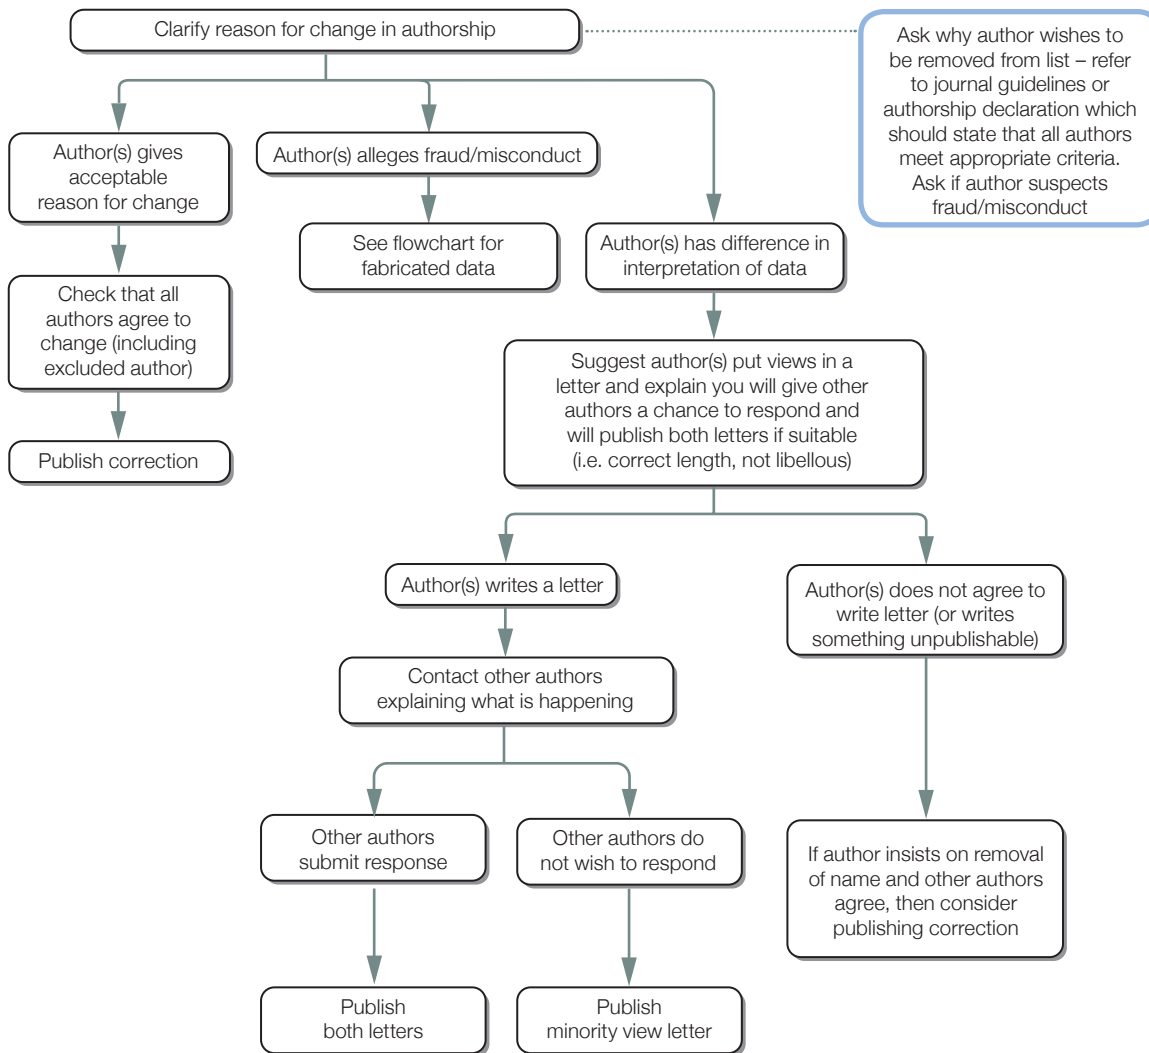 Clarify reason for change in authorship
Ask why author wishes to
be removed from list – refer
to journal guidelines or
authorship declaration which
should state that all authors
meet appropriate criteria.
Ask if author suspects
fraud/misconduct
Author(s) gives
acceptable
reason for change
Author(s) alleges fraud/misconduct
See flowchart for
fabricated data
Author(s) has difference in
interpretation of data
Check that all
authors agree to
change (including
excluded author)
Publish correction
Suggest author(s) put views in a
letter and explain you will give other
authors a chance to respond and
will publish both letters if suitable
(i.e. correct length, not libellous)
Author(s) writes a letter
Author(s) does not agree to
write letter (or writes
something unpublishable)
Contact other authors
explaining what is happening
Other authors
submit response
Other authors do
not wish to respond
If author insists on removal
of name and other authors
agree, then consider
publishing correction
Publish
both letters
Publish
minority view letter